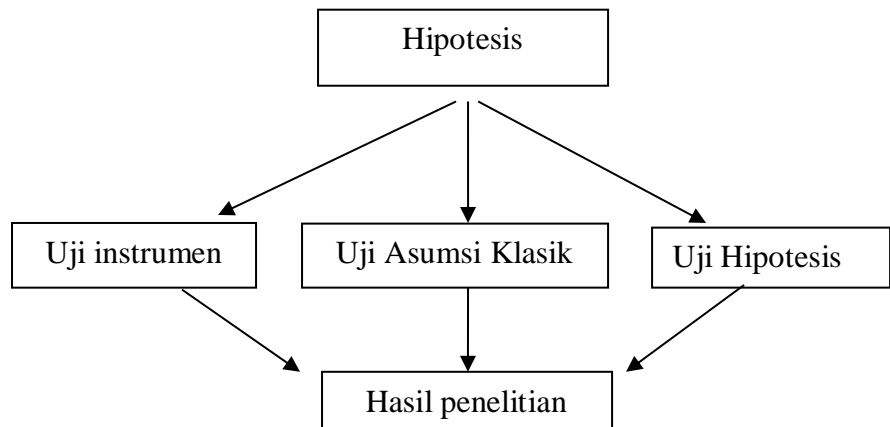 Hipotesis
Uji instrumen
Uji Asumsi Klasik
Uji Hipotesis
Hasil penelitian